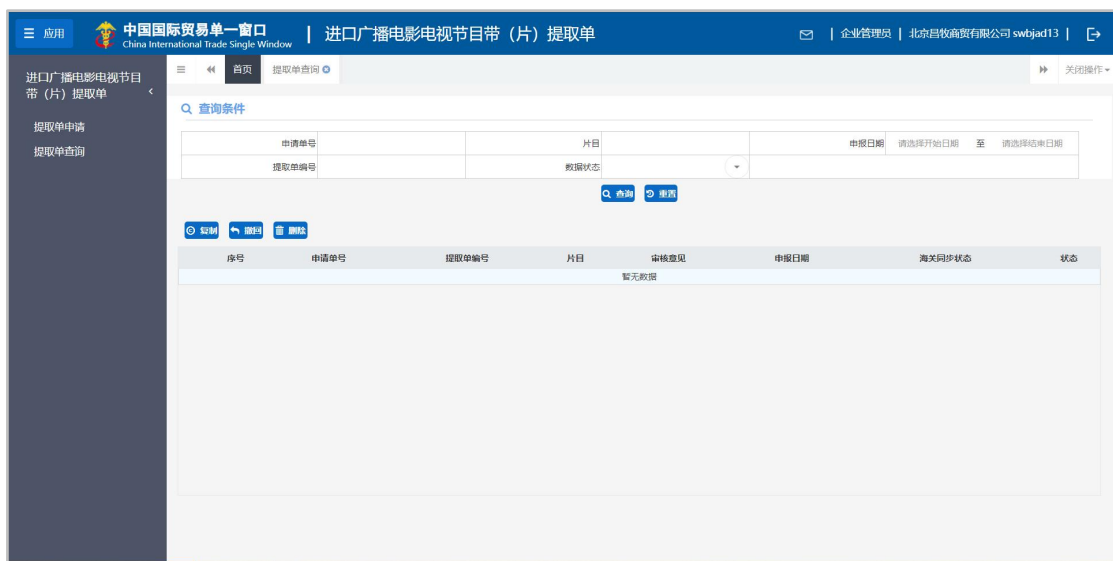 应用
中国国际贸易单一窗口
China International Trade Single Window
| 进口广播电影电视节目带（片）提取单
| 企业管理员 | 北京昌牧商贸有限公司 swbjad13 |
进口广播电影电视节目
带（片）提取单
提取单申请
提取单查询
首页 提取单查询 关闭操作
查询条件
申请单号 片目 申报日期 请选择开始日期 至 请选择结束日期
提取单编号 数据状态
查询 重置
复制 撤回 删除
序号 申请单号 提取单编号 片目 审核意见 申报日期 海关同步状态 状态
暂无数据